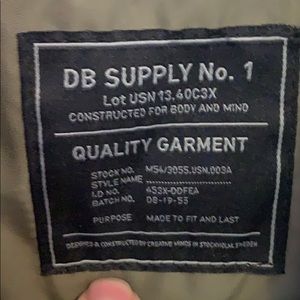 DB SUPPLY No. 1
Lot USN 13.40C3X
CONSTRUCTED FOR BODY AND MIND
QUALITY GARMENT
STOCK NO. M54/3055.USN.003A
STYLE NAME
I.D NO. 453X-DDFEA
BATCH NO. D8-19-53
PURPOSE MADE TO FIT AND LAST
DESIGNED & CONSTRUCTED BY CREATIVE MINDS IN STOCKHOLM, SWEDEN